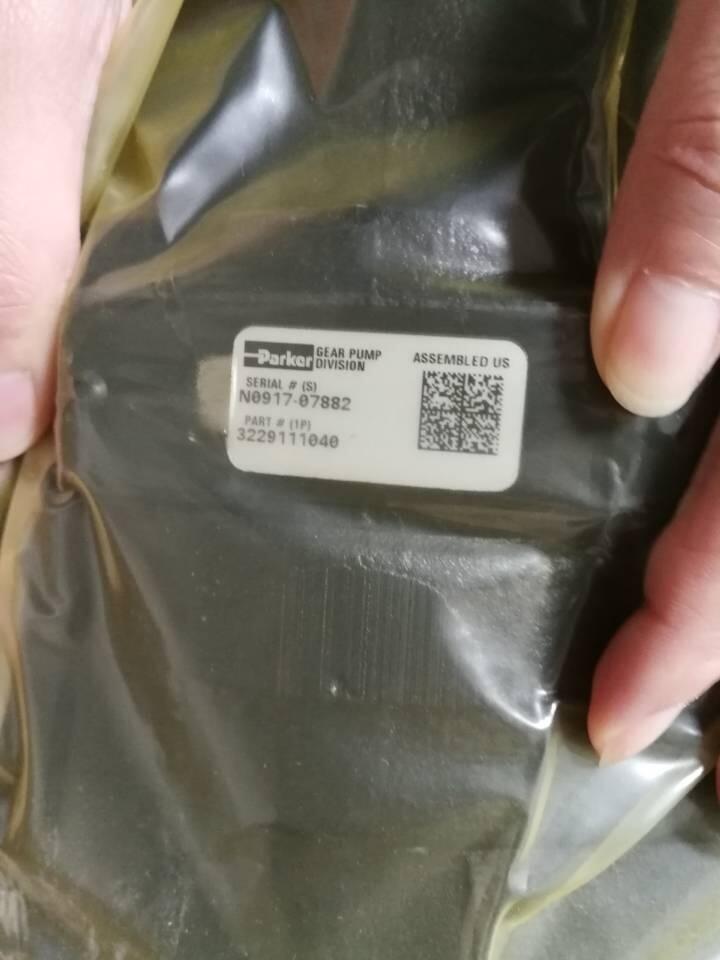 Parker GEAR PUMP DIVISION
ASSEMBLED US
SERIAL # (S)
N0917-07882
PART # (1P)
3229111040